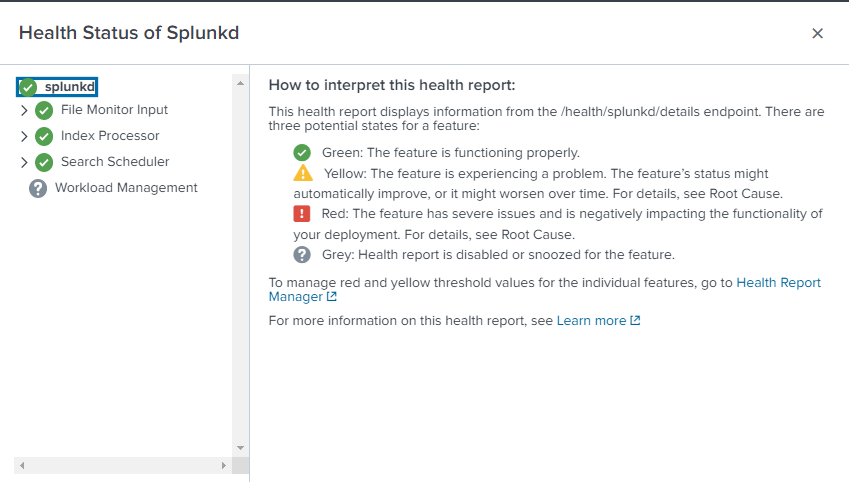 Health Status of Splunkd
splunkd
File Monitor Input
Index Processor
Search Scheduler
Workload Management
How to interpret this health report:
This health report displays information from the /health/splunkd/details endpoint. There are
three potential states for a feature:
Green: The feature is functioning properly.
Yellow: The feature is experiencing a problem. The feature's status might
automatically improve, or it might worsen over time. For details, see Root Cause.
Red: The feature has severe issues and is negatively impacting the functionality of
your deployment. For details, see Root Cause.
Grey: Health report is disabled or snoozed for the feature.
To manage red and yellow threshold values for the individual features, go to Health Report
Manager
For more information on this health report, see Learn more